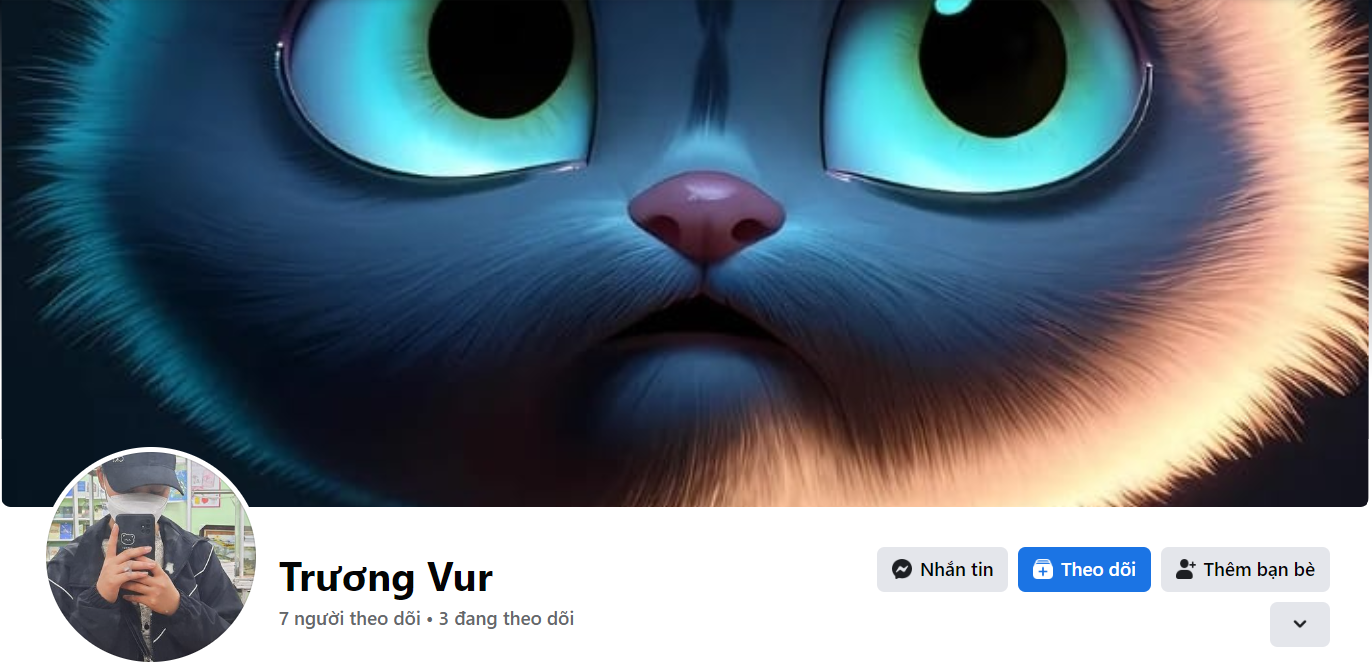 Trương Vur
7 người theo dõi • 3 đang theo dõi
Nhắn tin
Theo dõi
Thêm bạn bè